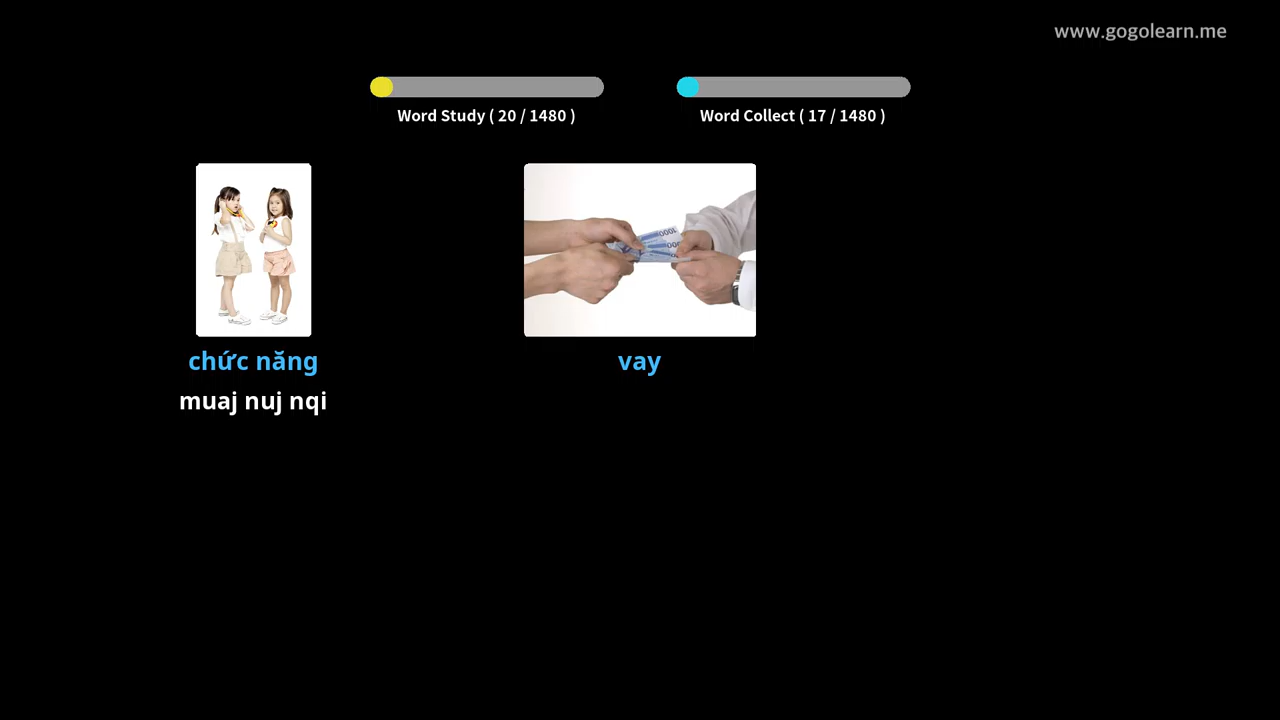 www.gogolearn.me
Word Study ( 20 / 1480 )
Word Collect ( 17 / 1480 )
chức năng
vay
muaj nuj nqi